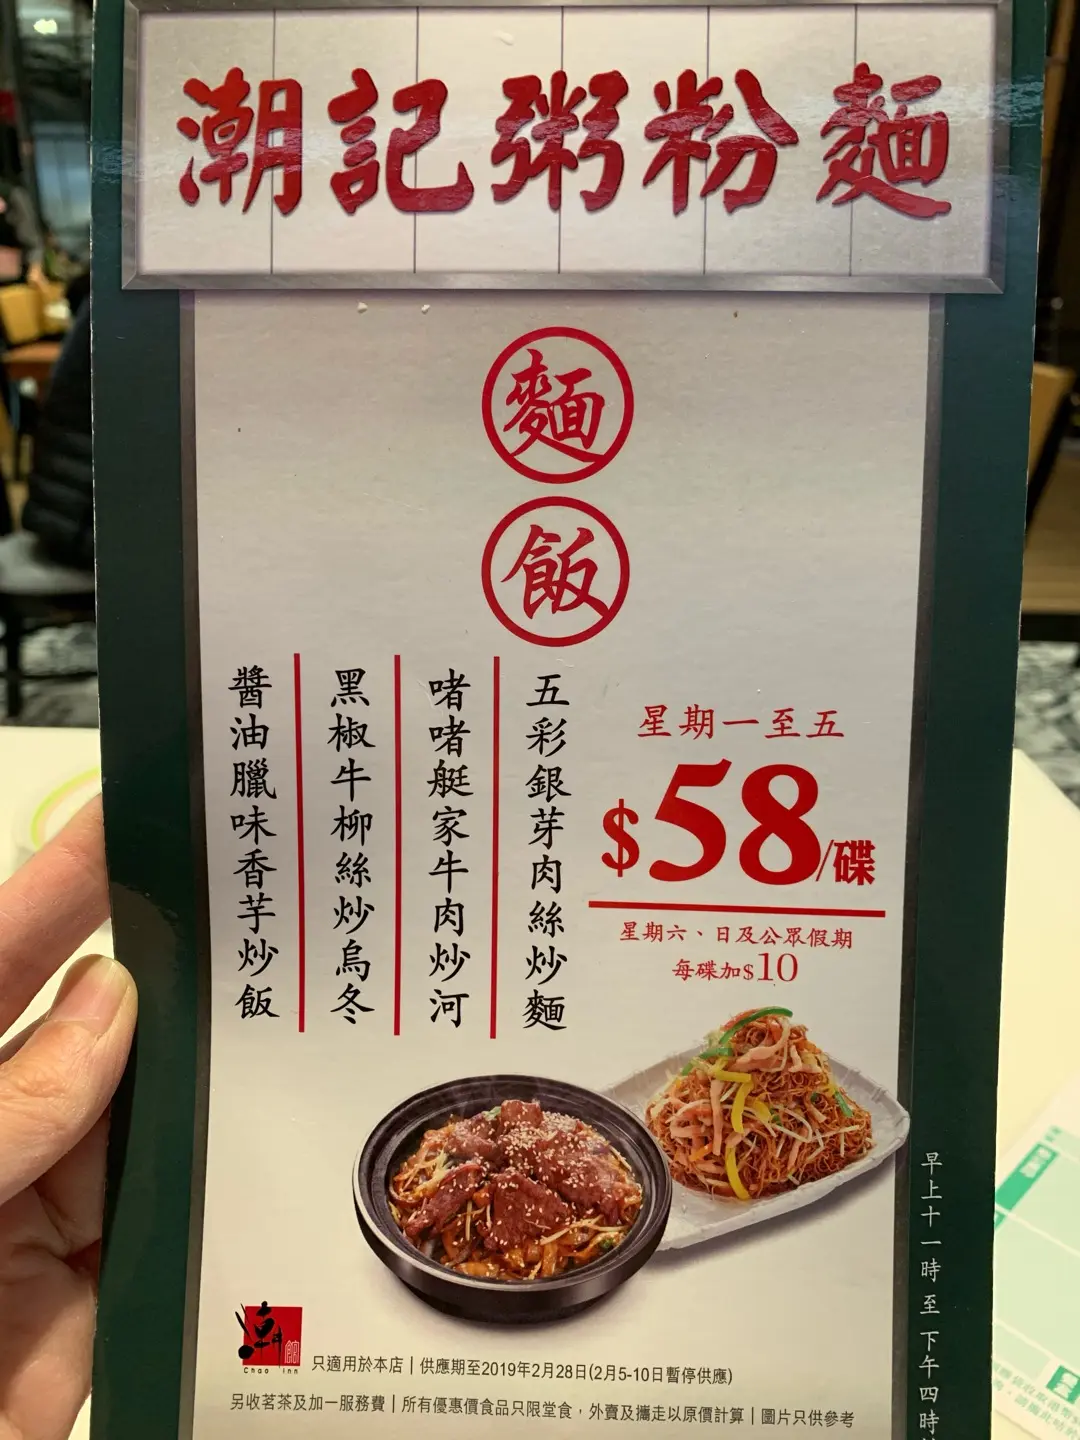 潮記粥粉麵
麵
飯
星期一至五
$58/碟
星期六、日及公眾假期
每碟加$10
五彩銀芽肉絲炒麵
啫啫艇家牛肉炒河
黑椒牛柳絲炒烏冬
醬油臘味香芋炒飯
早上十一時至下午四時
Chao Inn
只適用於本店|供應期至2019年2月28日(2月5-10日暫停供應)
另收茗茶及加一服務費|所有優惠價食品只限堂食，外賣及攜走以原價計算|圖片只供參考